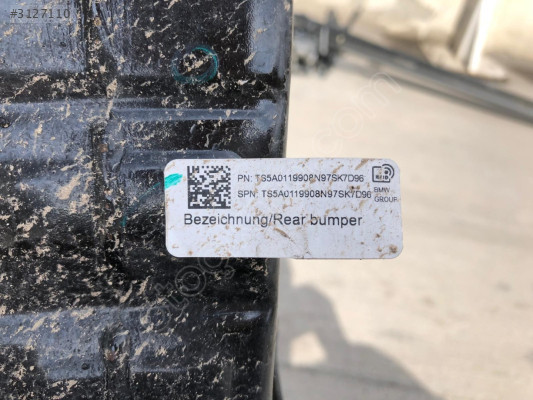 #3127110
PN: TS5A0119908N97SK7D96
SPN: TS5A0119908N97SK7D96
BMW
GROUP
Bezeichnung/Rear bumper